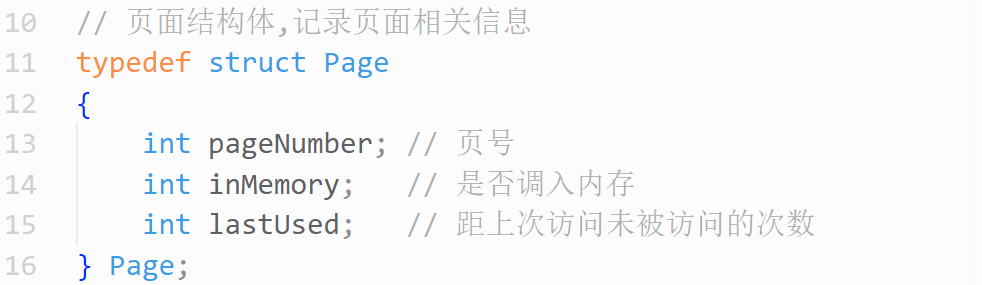 10 // 页面结构体,记录页面相关信息
11 typedef struct Page
12 {
13     int pageNumber; // 页号
14     int inMemory;   // 是否调入内存
15     int lastUsed;   // 距上次访问未被访问的次数
16 } Page;